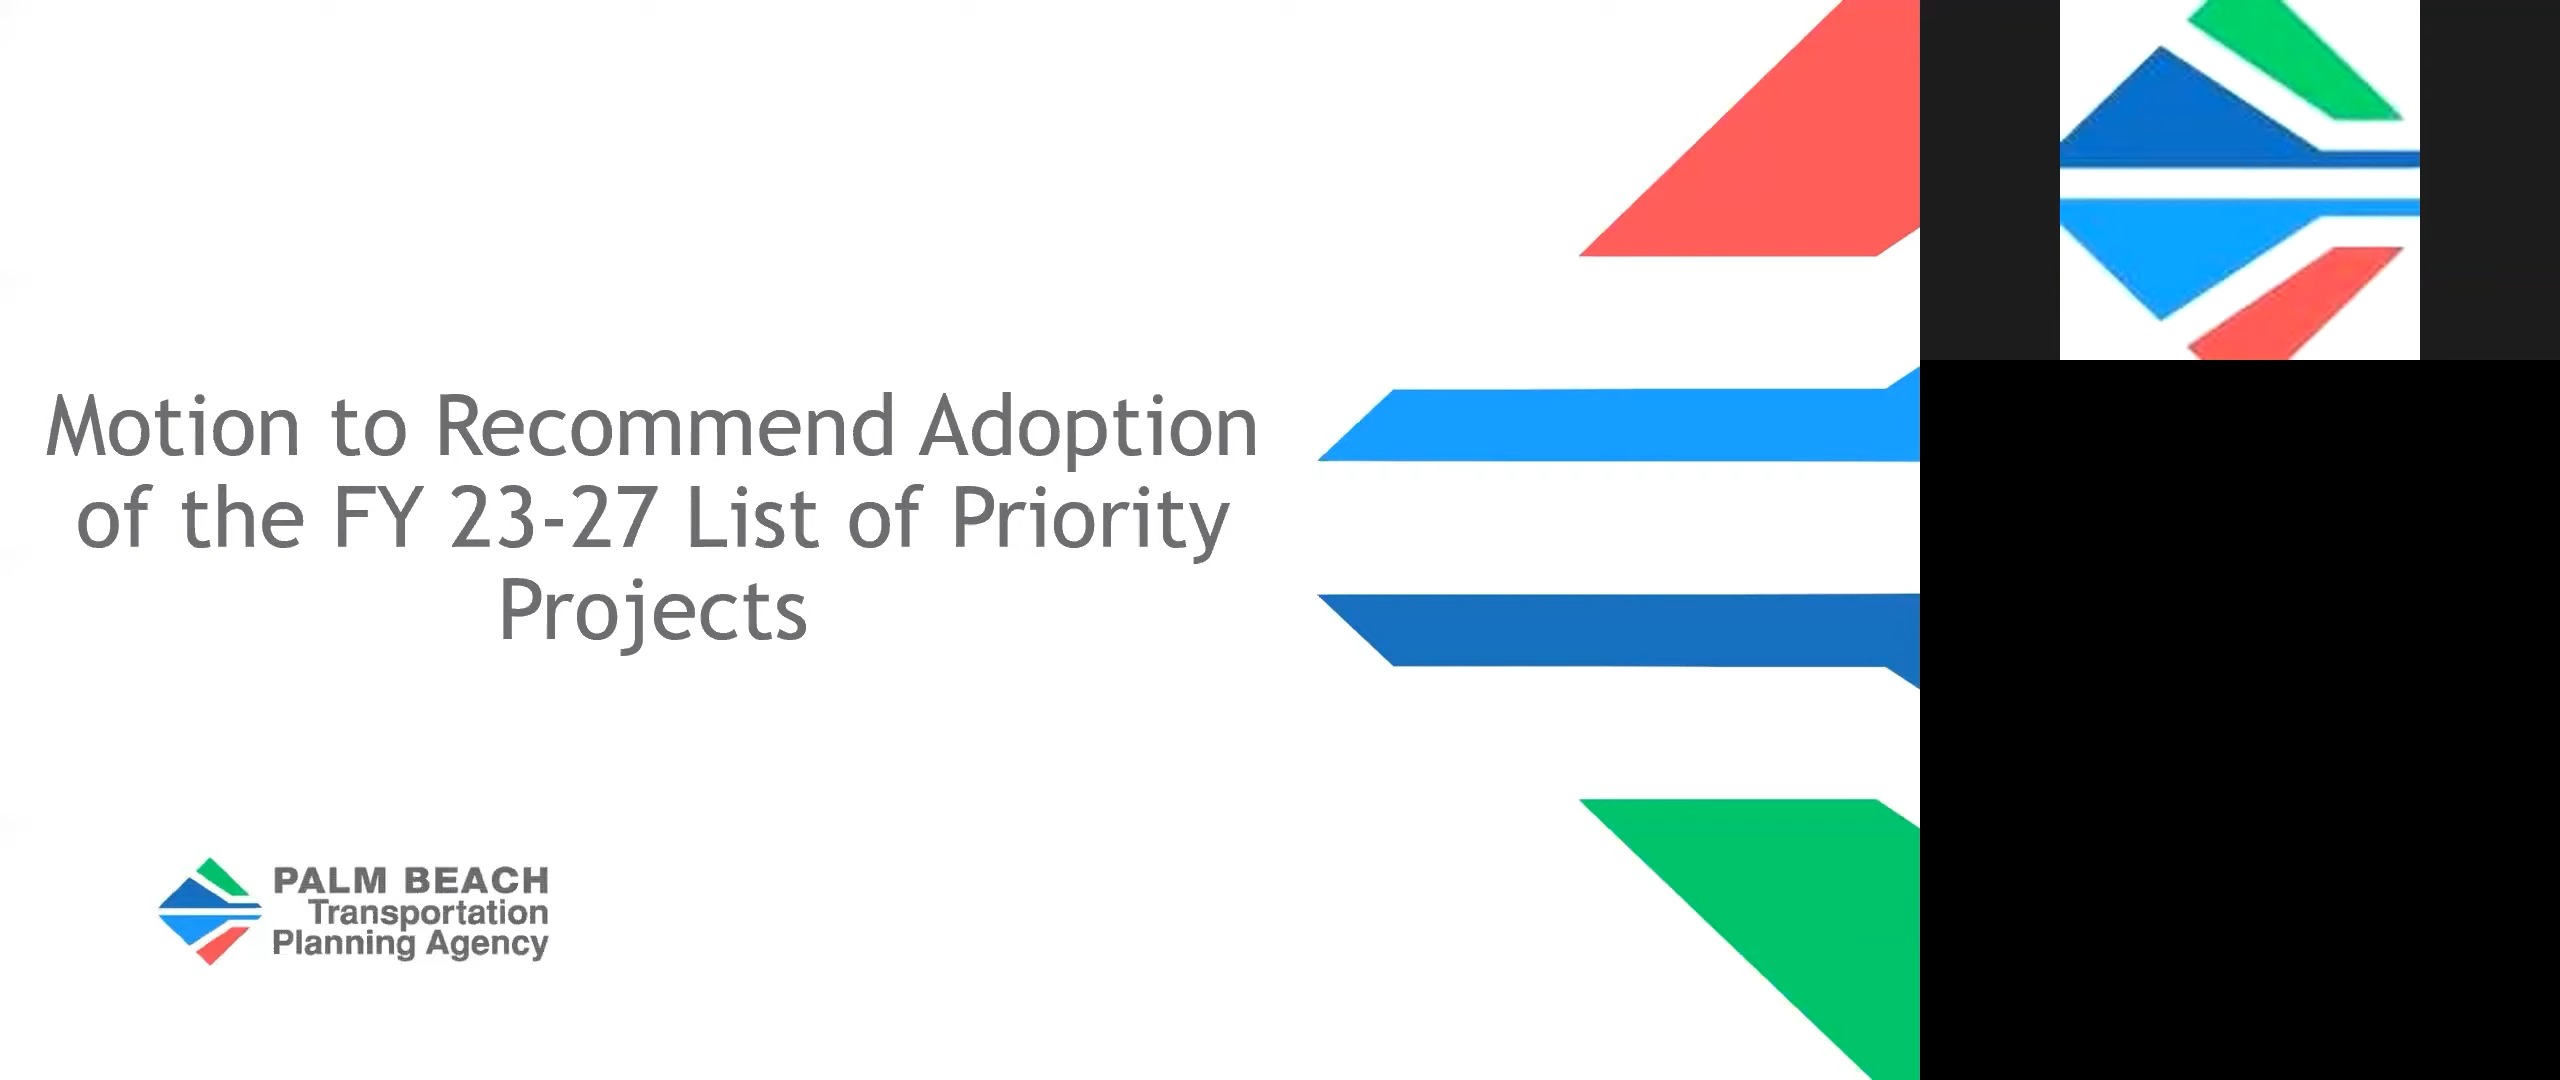 Motion to Recommend Adoption
of the FY 23-27 List of Priority
Projects
PALM BEACH
Transportation
Planning Agency